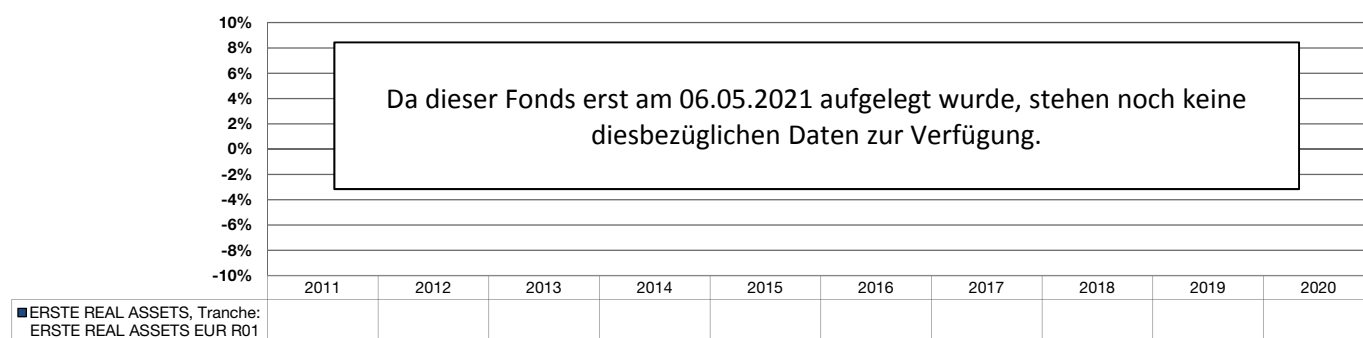 10%
8%
6%
4%
2%
0%
-2%
-4%
-6%
-8%
-10%
Da dieser Fonds erst am 06.05.2021 aufgelegt wurde, stehen noch keine
diesbezüglichen Daten zur Verfügung.
2011 2012 2013 2014 2015 2016 2017 2018 2019 2020
ERSTE REAL ASSETS, Tranche:
ERSTE REAL ASSETS EUR R01